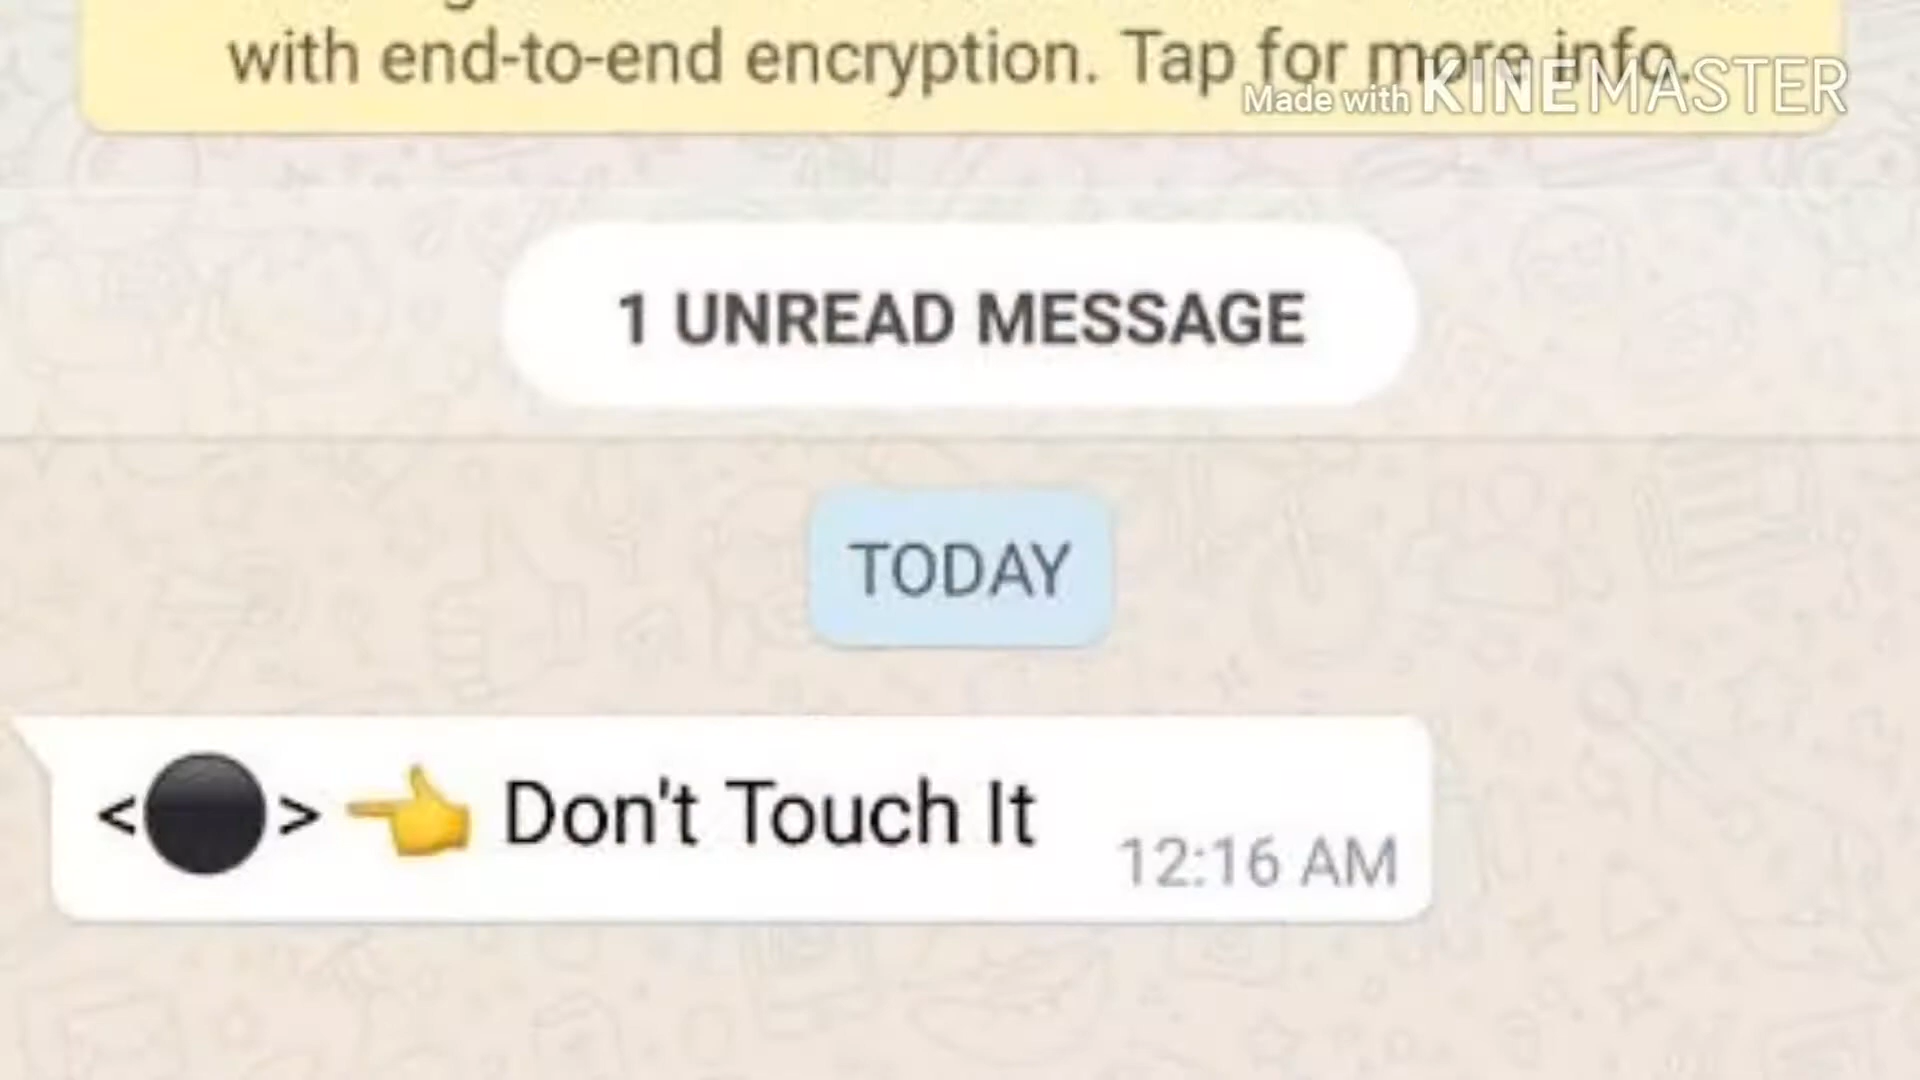 with end-to-end encryption. Tap for more info.
Made with KINEMASTER
1 UNREAD MESSAGE
TODAY
<⚫> 👈 Don't Touch It
12:16 AM